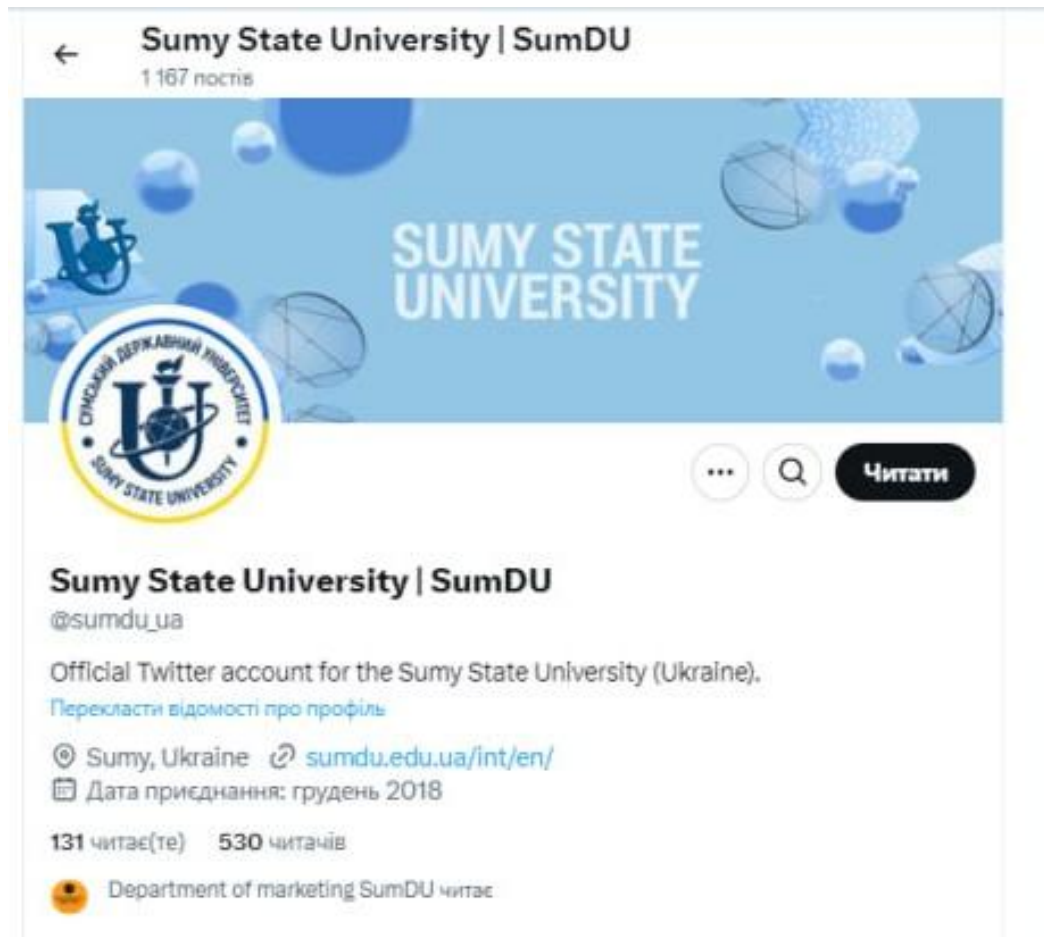 Sumy State University | SumDU
1 167 постів
SUMY STATE
UNIVERSITY
СУМСЬКИЙ ДЕРЖАВНИЙ УНІВЕРСИТЕТ
SUMY STATE UNIVERSITY
Читати
Sumy State University | SumDU
@sumdu_ua
Official Twitter account for the Sumy State University (Ukraine).
Перекласти відомості про профіль
Sumy, Ukraine sumdu.edu.ua/int/en/
Дата приєднання: грудень 2018
131 читає(те) 530 читачів
Department of marketing SumDU читає